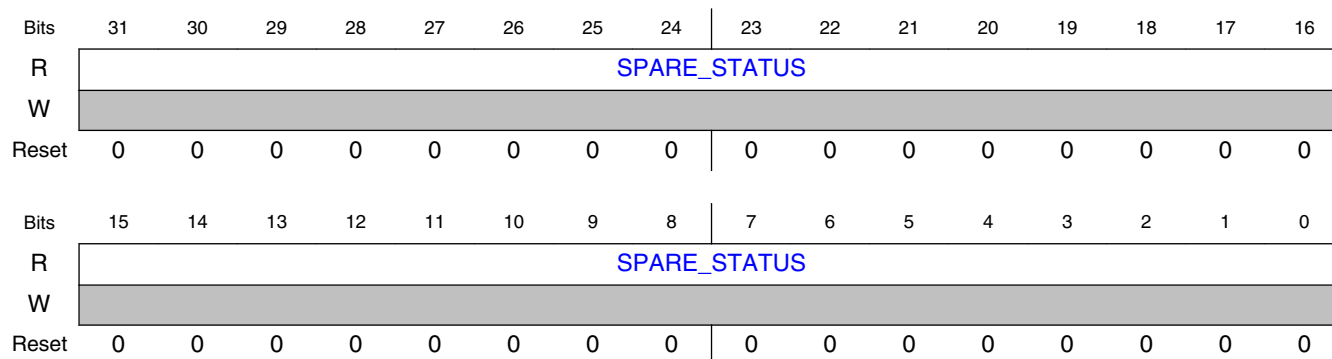 Bits 31 30 29 28 27 26 25 24 23 22 21 20 19 18 17 16
R SPARE_STATUS
W
Reset 0 0 0 0 0 0 0 0 0 0 0 0 0 0 0 0
Bits 15 14 13 12 11 10 9 8 7 6 5 4 3 2 1 0
R SPARE_STATUS
W
Reset 0 0 0 0 0 0 0 0 0 0 0 0 0 0 0 0